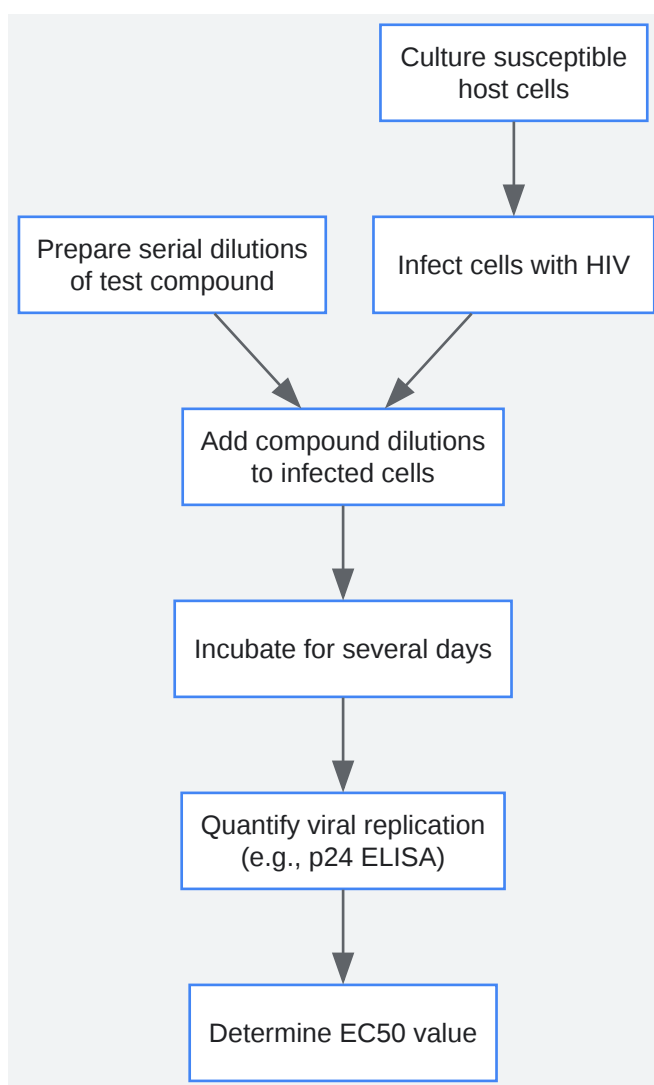 Culture susceptible
host cells
Prepare serial dilutions
of test compound
Infect cells with HIV
Add compound dilutions
to infected cells
Incubate for several days
Quantify viral replication
(e.g., p24 ELISA)
Determine EC50 value